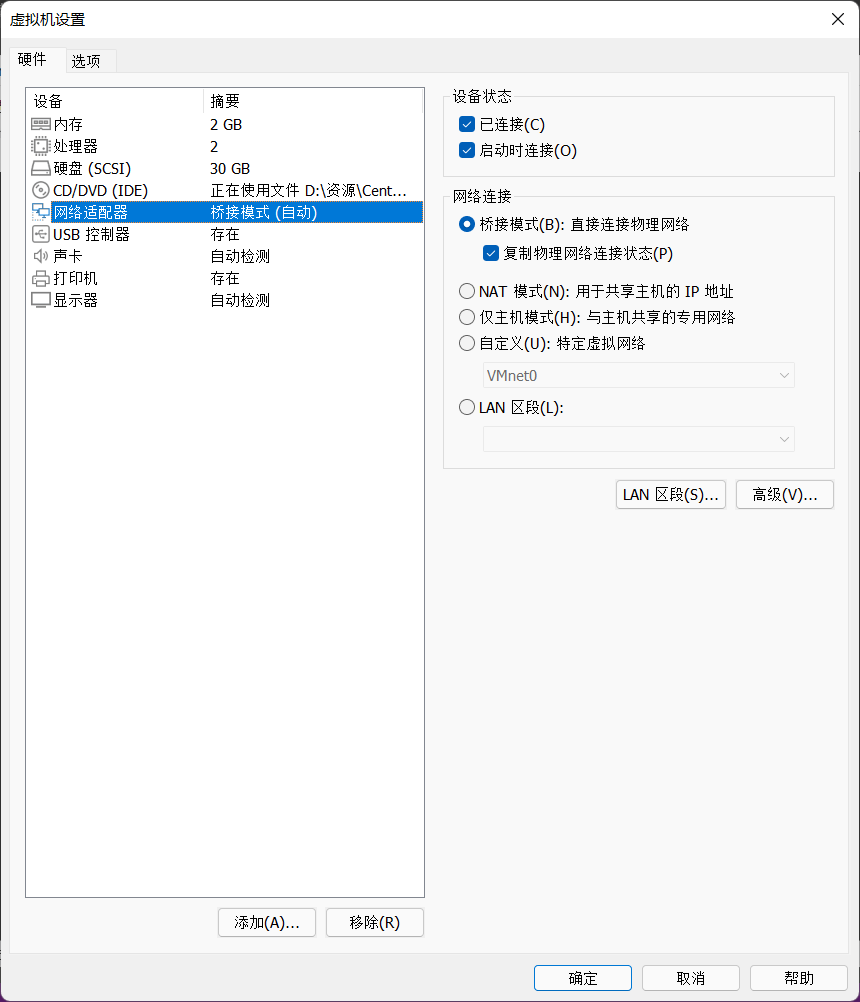 虚拟机设置
硬件 选项
设备 摘要
内存 2 GB
处理器 2
硬盘 (SCSI) 30 GB
CD/DVD (IDE) 正在使用文件 D:\资源\Cent...
网络适配器 桥接模式 (自动)
USB 控制器 存在
声卡 自动检测
打印机 存在
显示器 自动检测
添加(A)... 移除(R)
设备状态
已连接(C)
启动时连接(O)
网络连接
桥接模式(B): 直接连接物理网络
复制物理网络连接状态(P)
NAT 模式(N): 用于共享主机的 IP 地址
仅主机模式(H): 与主机共享的专用网络
自定义(U): 特定虚拟网络
VMnet0
LAN 区段(L):
LAN 区段(S)... 高级(V)...
确定 取消 帮助